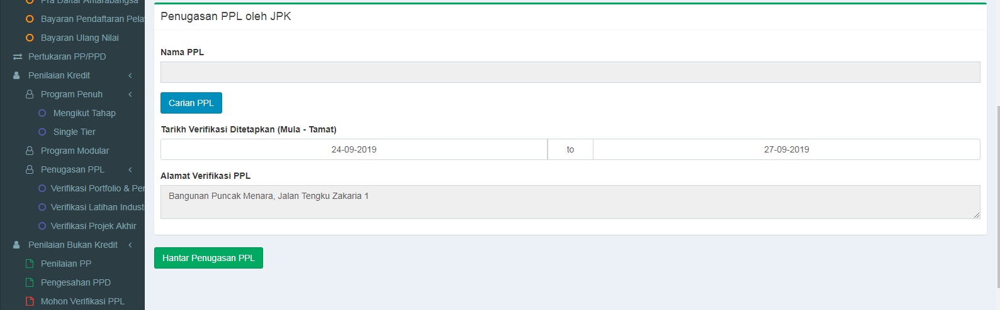 Pra Daftar Antarabangsa
Bayaran Pendaftaran Pela
Bayaran Ulang Nilai
Pertukaran PP/PPD
Penilaian Kredit
Program Penuh
Mengikut Tahap
Single Tier
Program Modular
Penugasan PPL
Verifikasi Portfolio & Per
Verifikasi Latihan Indust
Verifikasi Projek Akhir
Penilaian Bukan Kredit
Penilaian PP
Pengesahan PPD
Mohon Verifikasi PPL
Penugasan PPL oleh JPK
Nama PPL
Carian PPL
Tarikh Verifikasi Ditetapkan (Mula - Tamat)
24-09-2019 to 27-09-2019
Alamat Verifikasi PPL
Bangunan Puncak Menara, Jalan Tengku Zakaria 1
Hantar Penugasan PPL